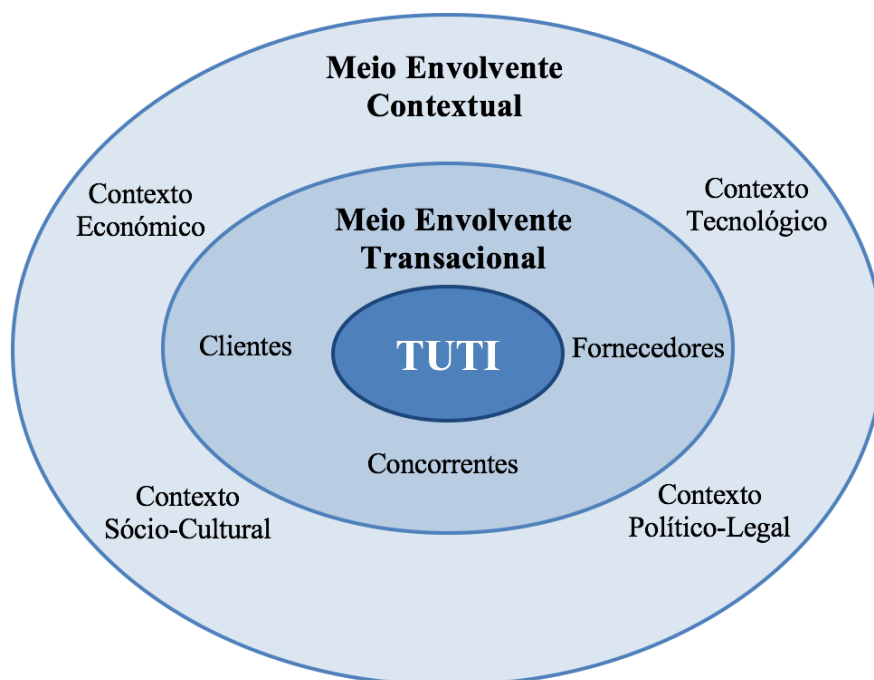 Meio Envolvente
Contextual
Contexto
Económico
Contexto
Tecnológico
Meio Envolvente
Transacional
Clientes
TUTI
Fornecedores
Concorrentes
Contexto
Sócio-Cultural
Contexto
Político-Legal